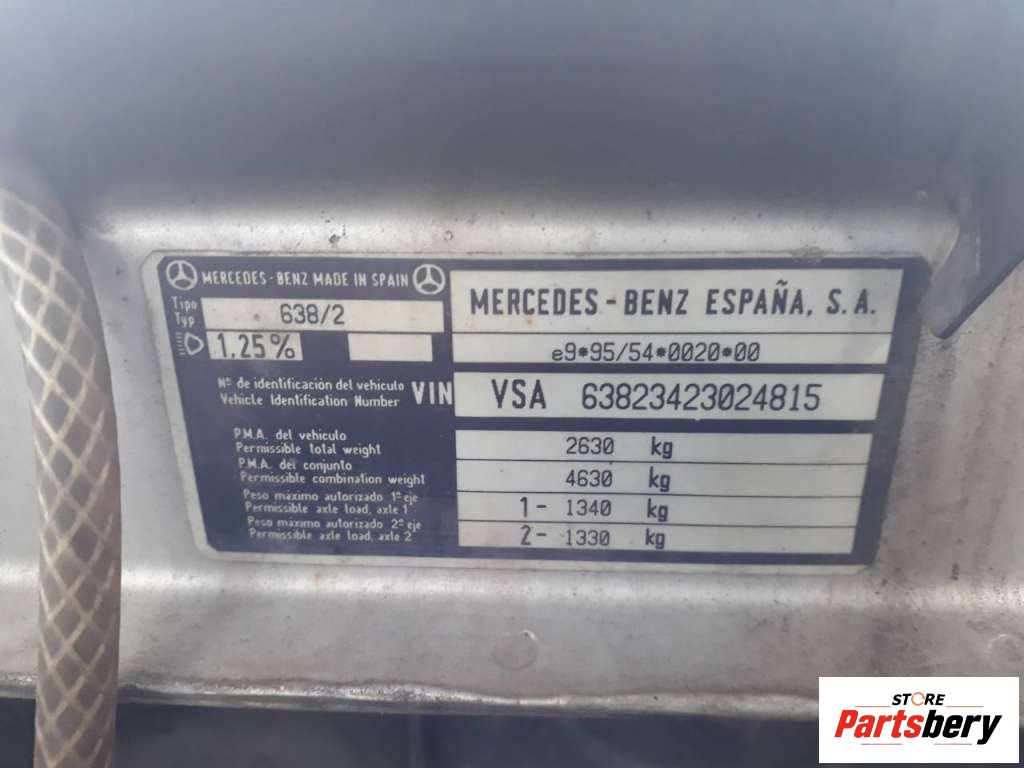 MERCEDES-BENZ MADE IN SPAIN
Tipo
Typ
638/2
1.25%
MERCEDES-BENZ ESPAÑA, S.A.
e9*95/54*0020*00
Nº de identificación del vehiculo
Vehicle Identification Number
VIN
VSA 63823423024815
P.M.A. del vehículo
Permissible total weight
2630 kg
P.M.A. del conjunto
Permissible combination weight
4630 kg
Peso máximo autorizado 1ª eje
Permissible axle load, axle 1
1- 1340 kg
Peso máximo autorizado 2ª eje
Permissible axle load, axle 2
2- 1330 kg
STORE
Partsbery